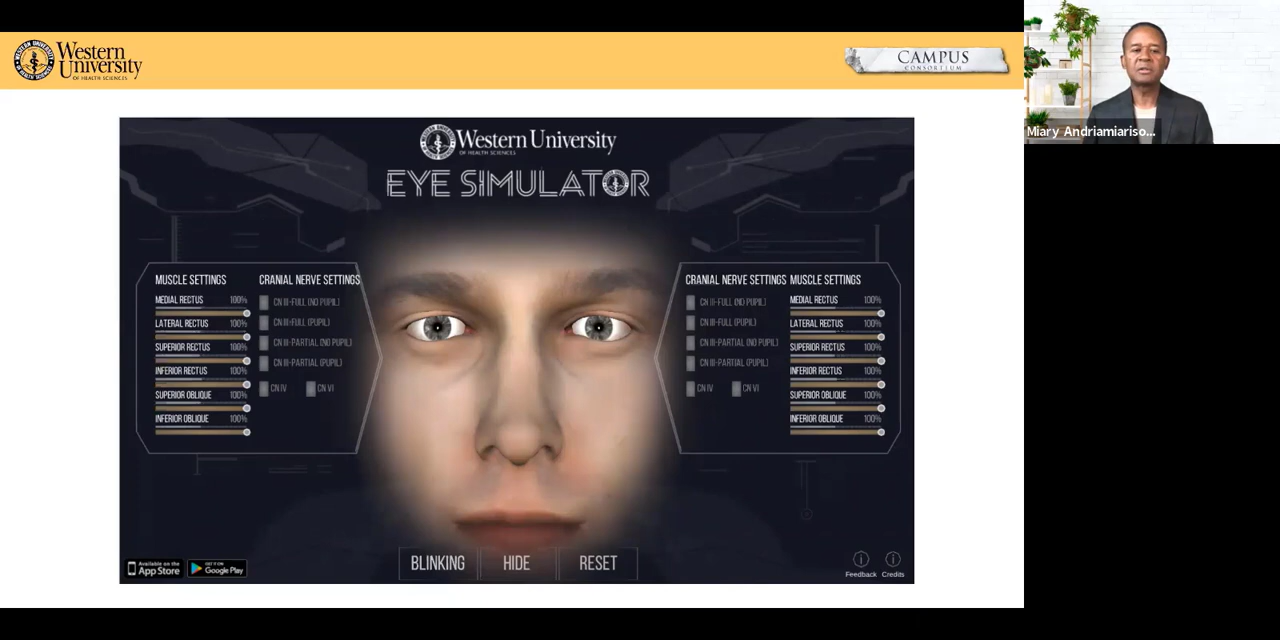 Western
University
OF HEALTH SCIENCES
CAMPUS
CONSORTIUM
Miary Andriamiariso...
Western University
OF HEALTH SCIENCES
EYE SIMULATOR
MUSCLE SETTINGS
MEDIAL RECTUS 100%
LATERAL RECTUS 100%
SUPERIOR RECTUS 100%
INFERIOR RECTUS 100%
SUPERIOR OBLIQUE 100%
INFERIOR OBLIQUE 100%
CRANIAL NERVE SETTINGS
CN III-FULL (NO PUPIL)
CN III-FULL (PUPIL)
CN III-PARTIAL (NO PUPIL)
CN III-PARTIAL (PUPIL)
CN IV CN VI
CRANIAL NERVE SETTINGS
CN III-FULL (NO PUPIL)
CN III-FULL (PUPIL)
CN III-PARTIAL (NO PUPIL)
CN III-PARTIAL (PUPIL)
CN IV CN VI
MUSCLE SETTINGS
MEDIAL RECTUS 100%
LATERAL RECTUS 100%
SUPERIOR RECTUS 100%
INFERIOR RECTUS 100%
SUPERIOR OBLIQUE 100%
INFERIOR OBLIQUE 100%
BLINKING HIDE RESET
Available on the
App Store
GET IT ON
Google Play
Feedback Credits